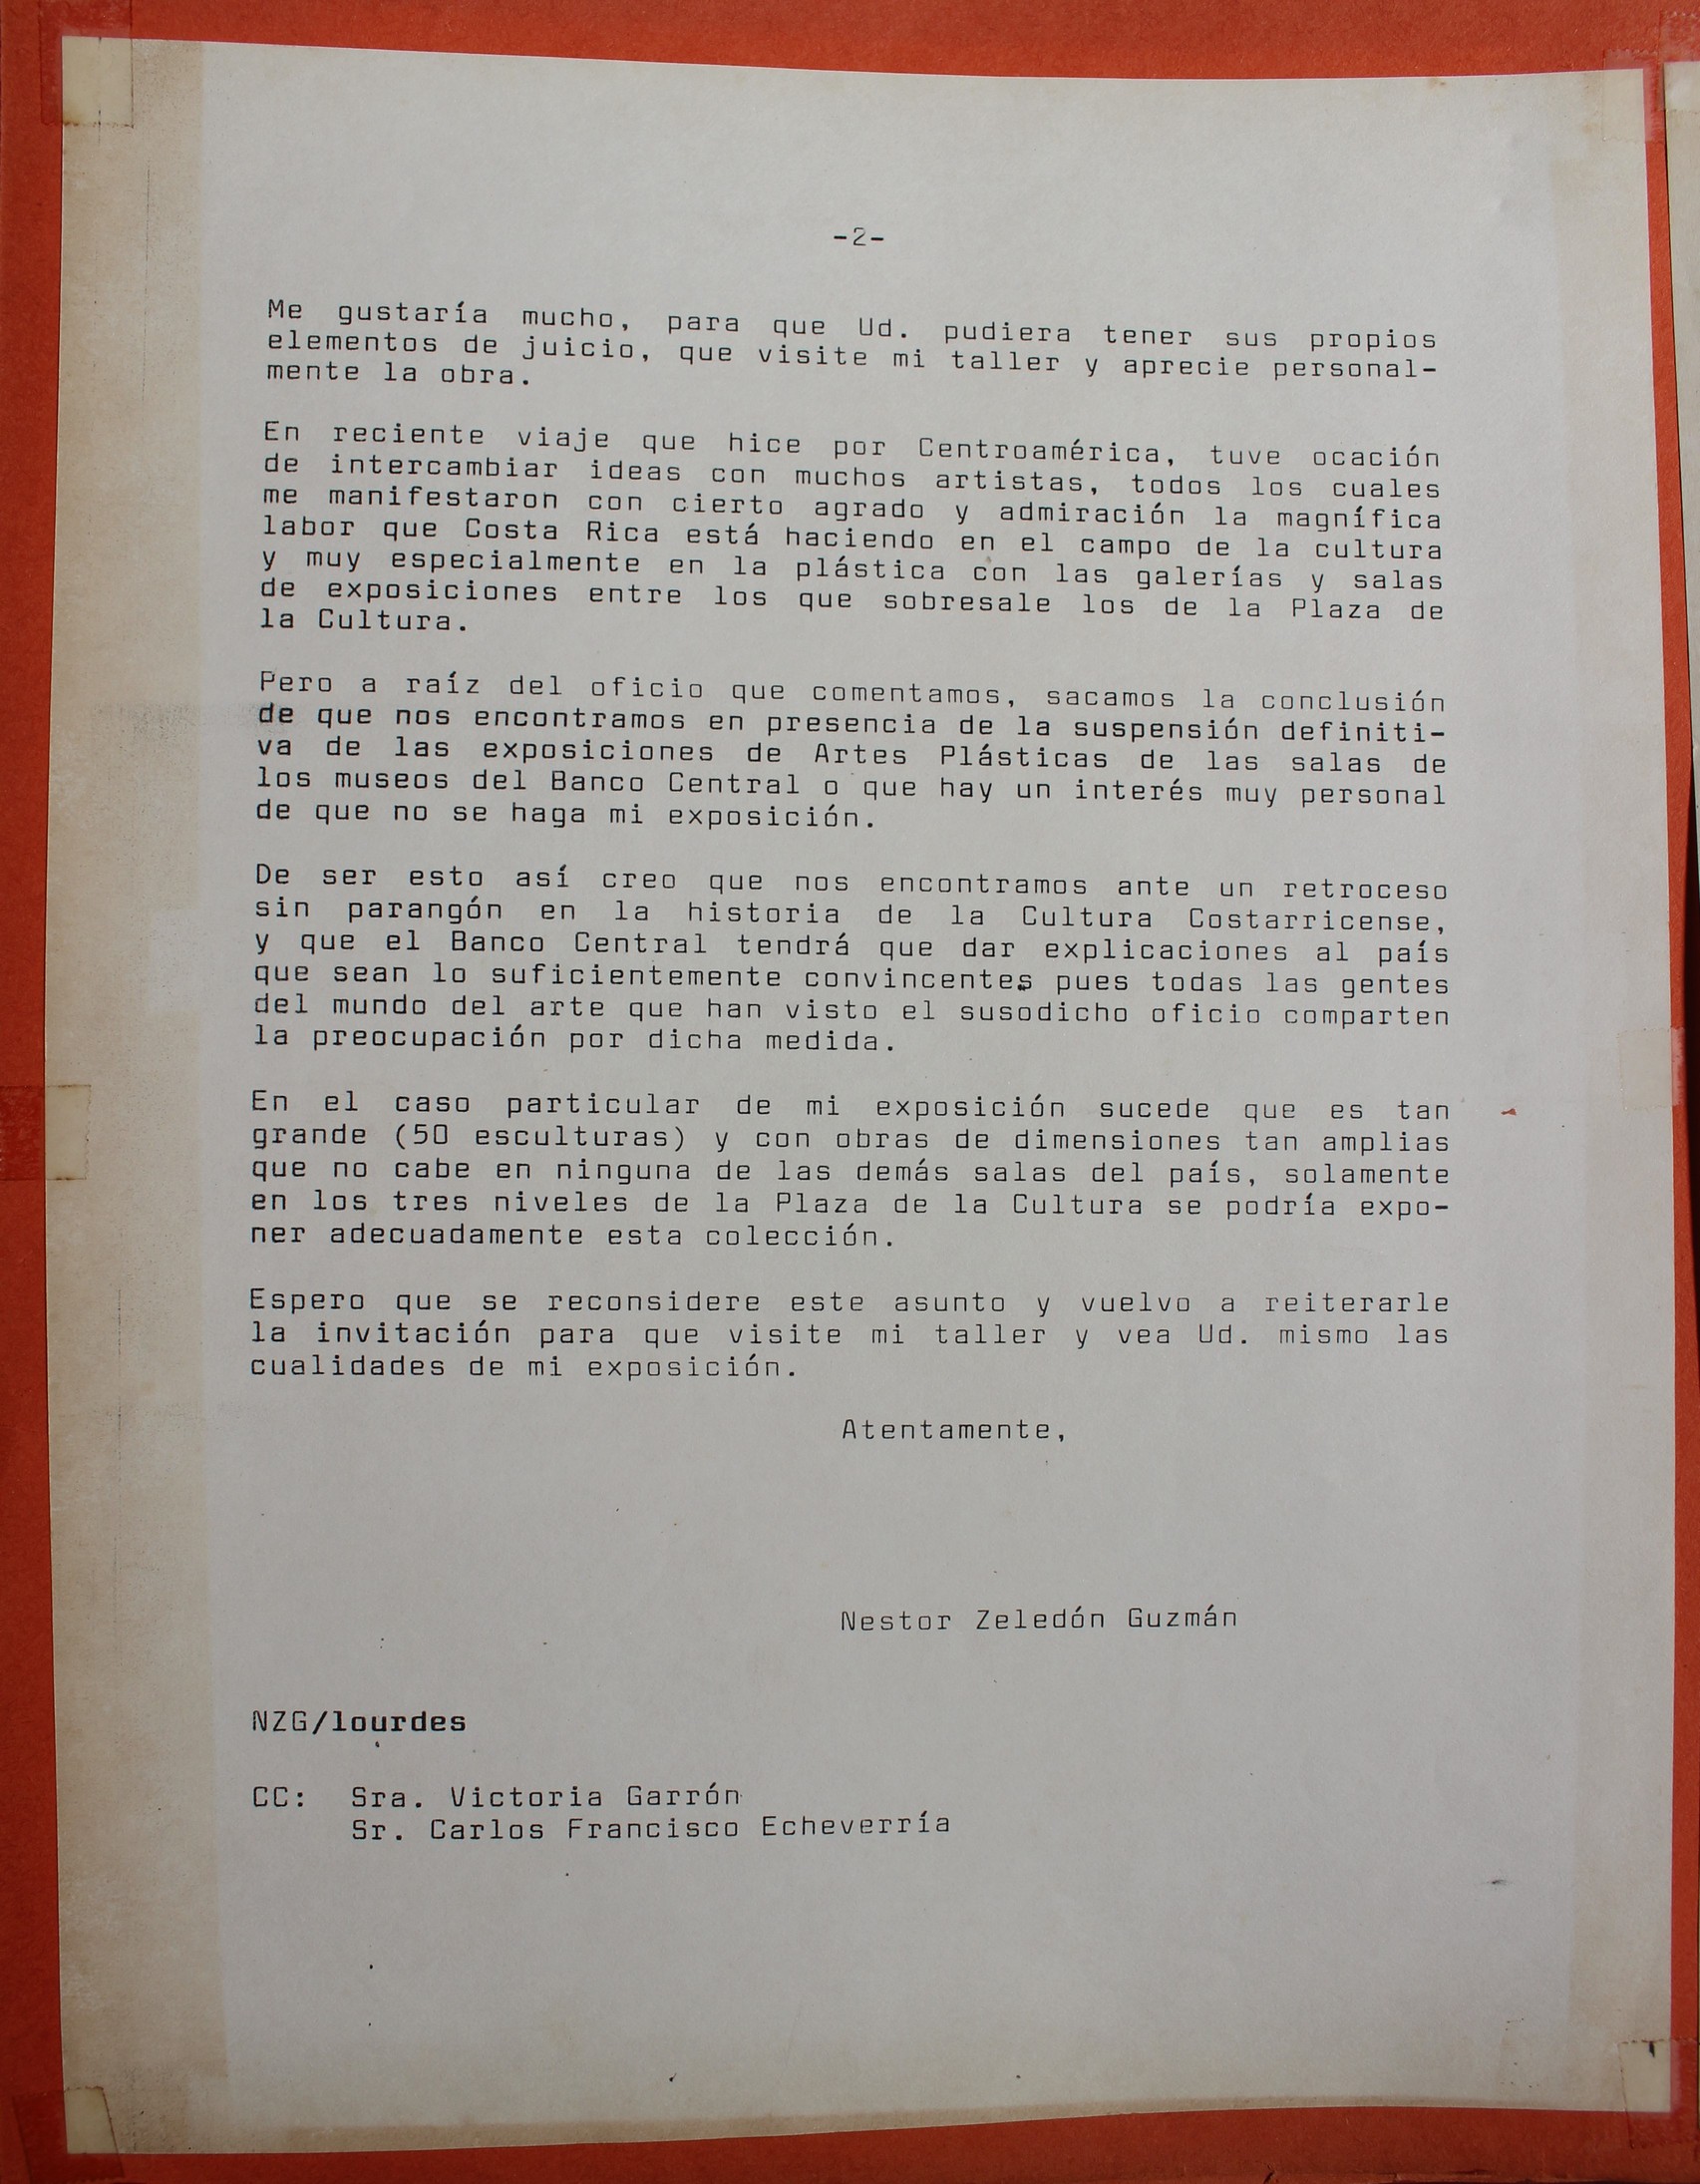 -2-
Me gustaría mucho, para que Ud. pudiera tener sus propios
elementos de juicio, que visite mi taller y aprecie personal-
mente la obra.
En reciente viaje que hice por Centroamérica, tuve ocación
de intercambiar ideas con muchos artistas, todos los cuales
me manifestaron con cierto agrado y admiración la magnífica
labor que Costa Rica está haciendo en el campo de la cultura
y muy especialmente en la plástica con las galerías y salas
de exposiciones entre los que sobresale los de la Plaza de
la Cultura.
Pero a raíz del oficio que comentamos, sacamos la conclusión
de que nos encontramos en presencia de la suspensión definiti-
va de las exposiciones de Artes Plásticas de las salas de
los museos del Banco Central o que hay un interés muy personal
de que no se haga mi exposición.
De ser esto así creo que nos encontramos ante un retroceso
sin parangón en la historia de la Cultura Costarricense,
y que el Banco Central tendrá que dar explicaciones al país
que sean lo suficientemente convincentes pues todas las gentes
del mundo del arte que han visto el susodicho oficio comparten
la preocupación por dicha medida.
En el caso particular de mi exposición sucede que es tan
grande (50 esculturas) y con obras de dimensiones tan amplias
que no cabe en ninguna de las demás salas del país, solamente
en los tres niveles de la Plaza de la Cultura se podría expo-
ner adecuadamente esta colección.
Espero que se reconsidere este asunto y vuelvo a reiterarle
la invitación para que visite mi taller y vea Ud. mismo las
cualidades de mi exposición.
Atentamente,
Nestor Zeledón Guzmán
NZG/lourdes
CC: Sra. Victoria Garrón
Sr. Carlos Francisco Echeverría